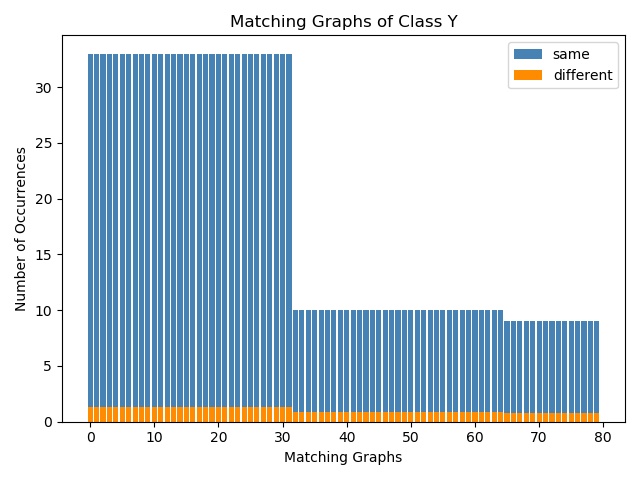 Matching Graphs of Class Y
same
different
Number of Occurrences
30
25
20
15
10
5
0
0 10 20 30 40 50 60 70 80
Matching Graphs